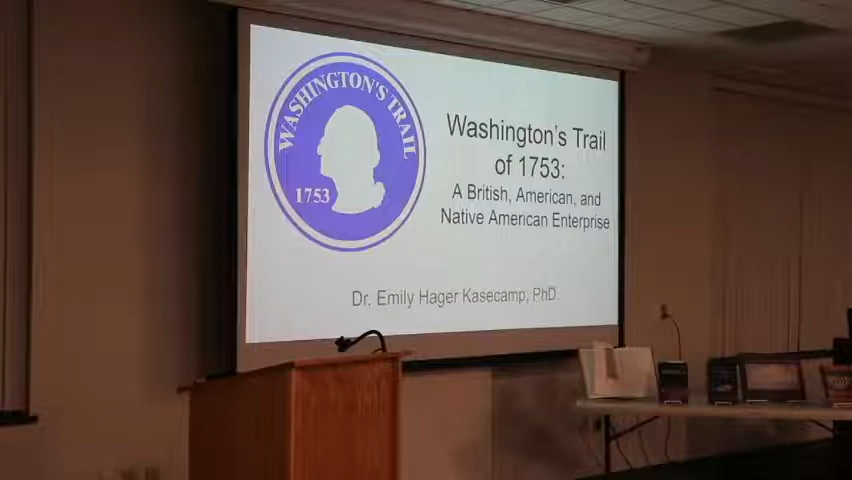 WASHINGTON'S TRAIL
1753
Washington's Trail
of 1753:
A British, American, and
Native American Enterprise
Dr. Emily Hager Kasecamp, PhD.